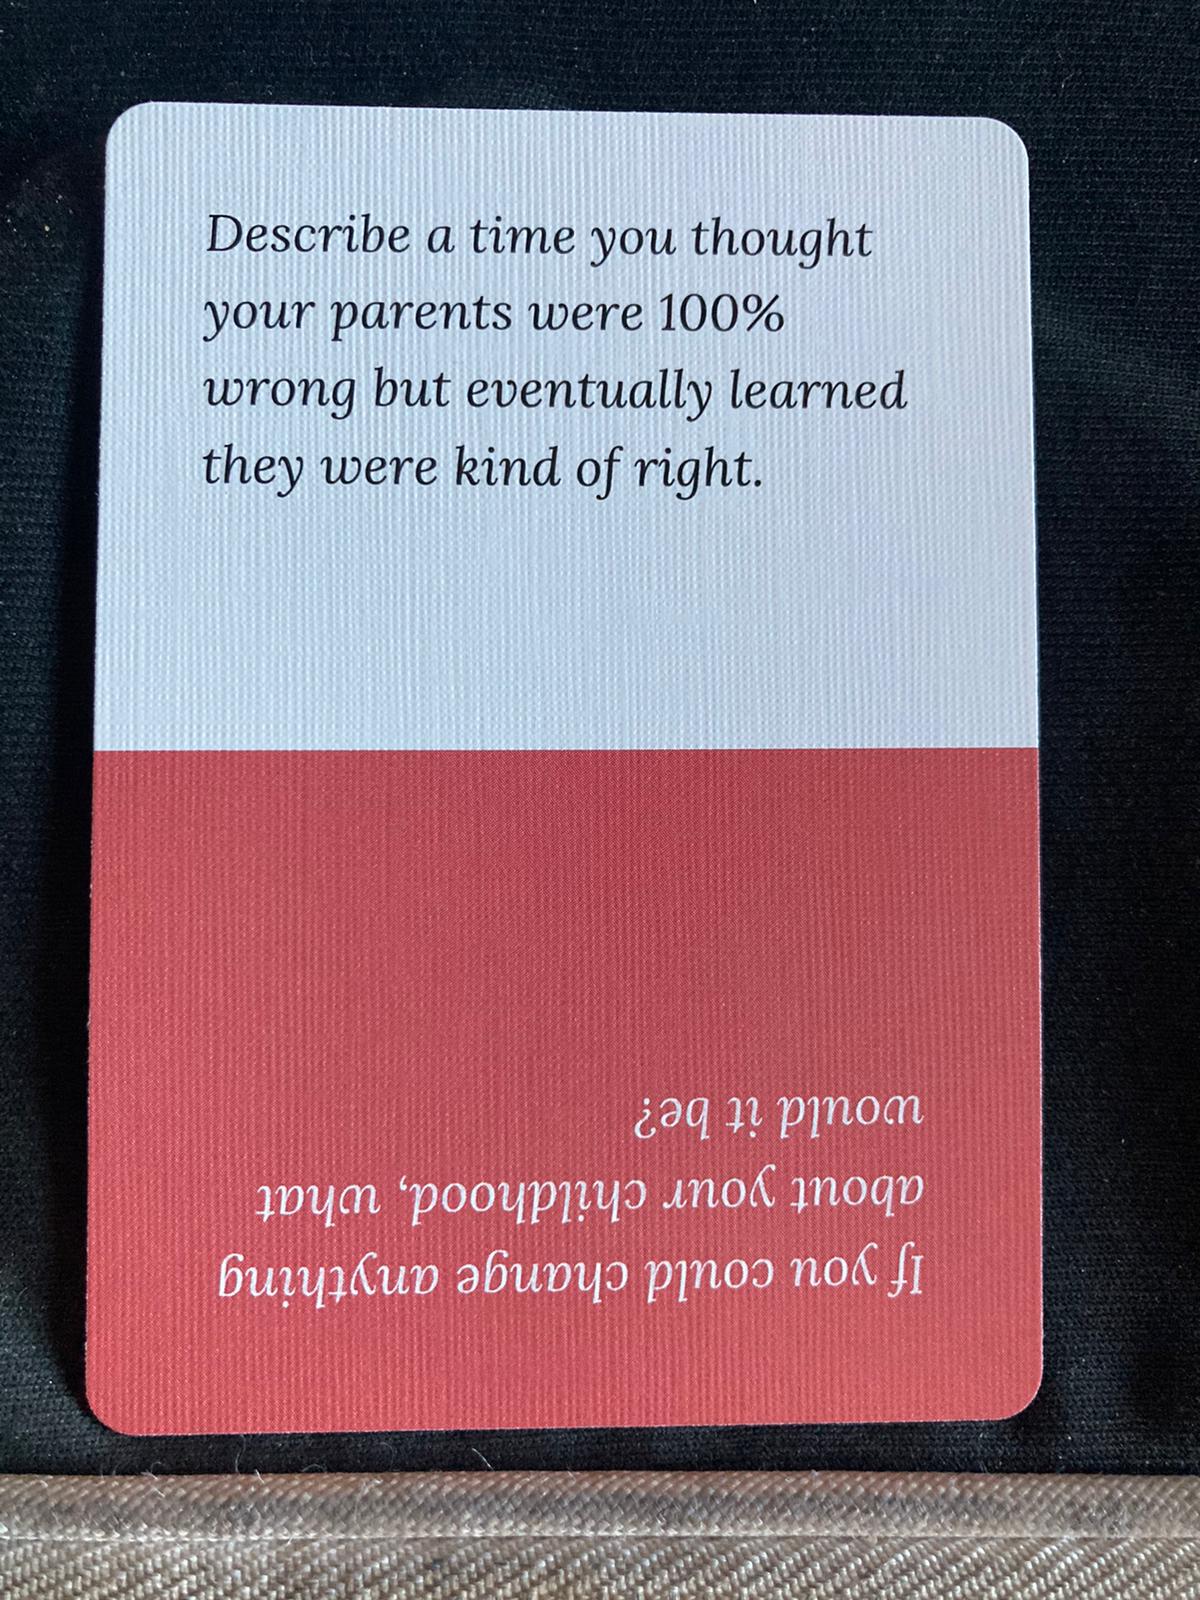 Describe a time you thought
your parents were 100%
wrong but eventually learned
they were kind of right.
If you could change anything
about your childhood, what
would it be?